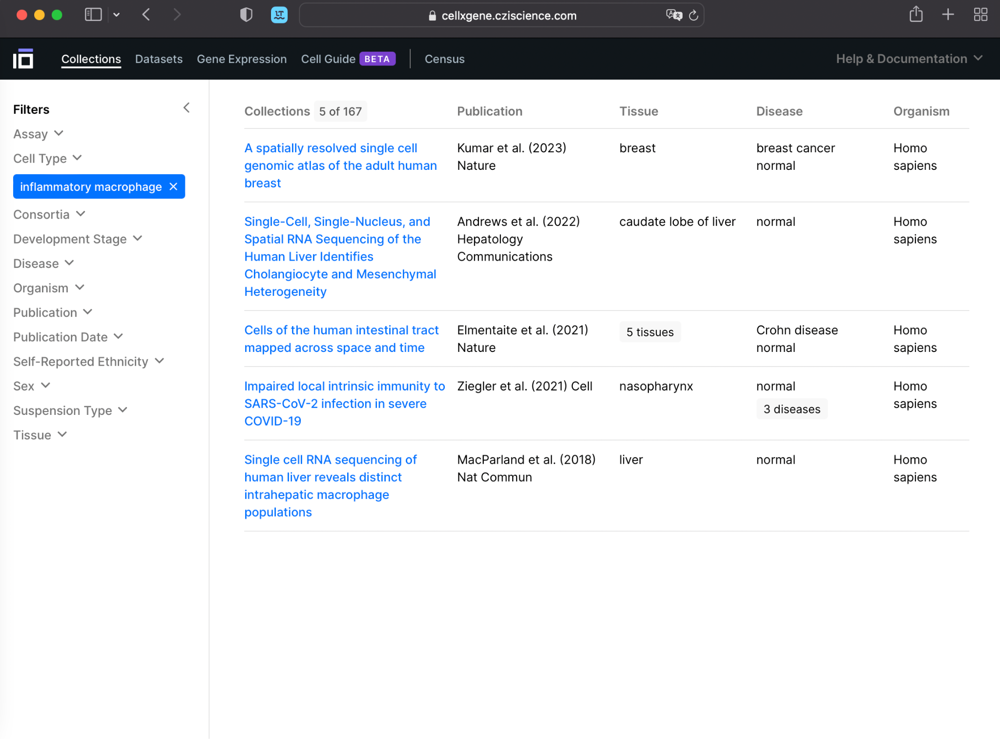 cellxgene.cziscience.com
Collections Datasets Gene Expression Cell Guide BETA Census Help & Documentation
Filters
Assay
Cell Type
inflammatory macrophage
Consortia
Development Stage
Disease
Organism
Publication
Publication Date
Self-Reported Ethnicity
Sex
Suspension Type
Tissue
Collections 5 of 167 Publication Tissue Disease Organism
A spatially resolved single cell
genomic atlas of the adult human
breast
Kumar et al. (2023)
Nature
breast
breast cancer
normal
Homo
sapiens
Single-Cell, Single-Nucleus, and
Spatial RNA Sequencing of the
Human Liver Identifies
Cholangiocyte and Mesenchymal
Heterogeneity
Andrews et al. (2022)
Hepatology
Communications
caudate lobe of liver
normal
Homo
sapiens
Cells of the human intestinal tract
mapped across space and time
Elmentaite et al. (2021)
Nature
5 tissues
Crohn disease
normal
Homo
sapiens
Impaired local intrinsic immunity to
SARS-CoV-2 infection in severe
COVID-19
Ziegler et al. (2021) Cell
nasopharynx
normal
3 diseases
Homo
sapiens
Single cell RNA sequencing of
human liver reveals distinct
intrahepatic macrophage
populations
MacParland et al. (2018)
Nat Commun
liver
normal
Homo
sapiens